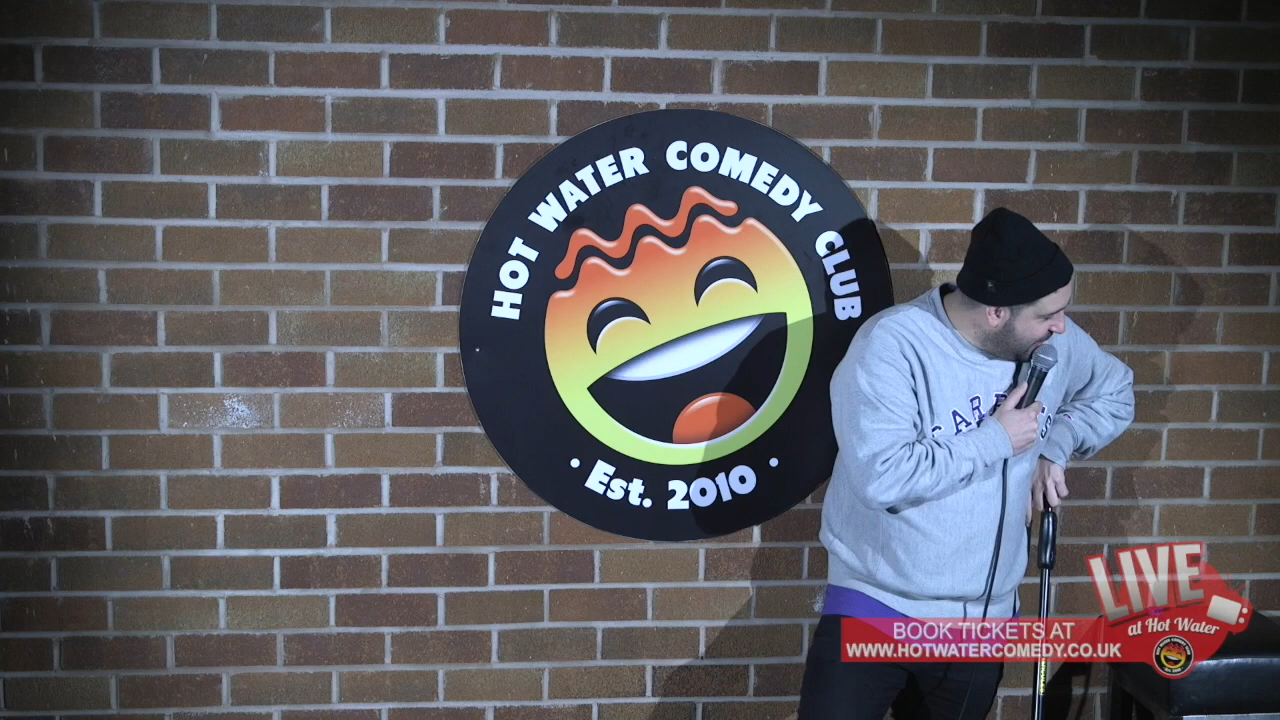 HOT WATER COMEDY CLUB
· Est. 2010 ·
LIVE
at Hot Water
BOOK TICKETS AT
WWW.HOTWATERCOMEDY.CO.UK